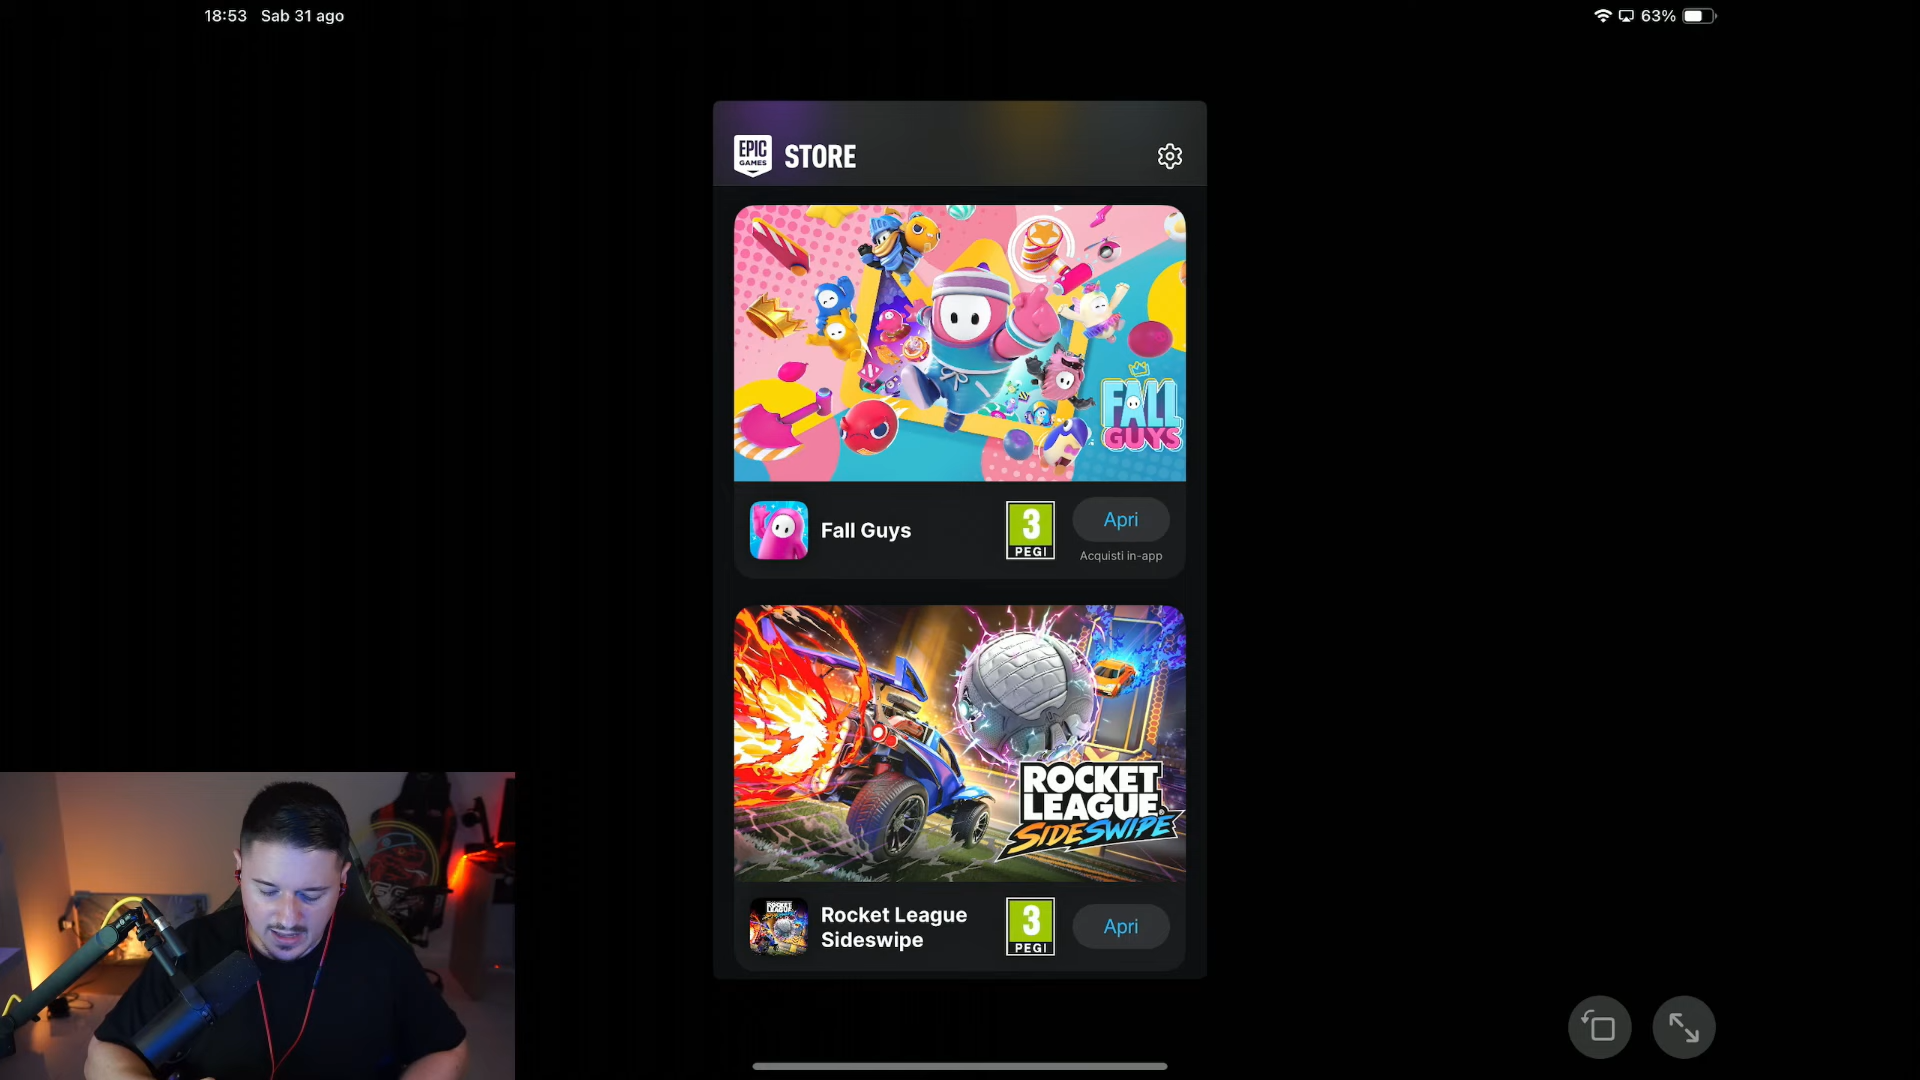 18:53 Sab 31 ago
63%
EPIC
GAMES
STORE
FALL
GUYS
Fall Guys
3
PEGI
Apri
Acquisti in-app
ROCKET
LEAGUE
SIDESWIPE
Rocket League
Sideswipe
3
PEGI
Apri